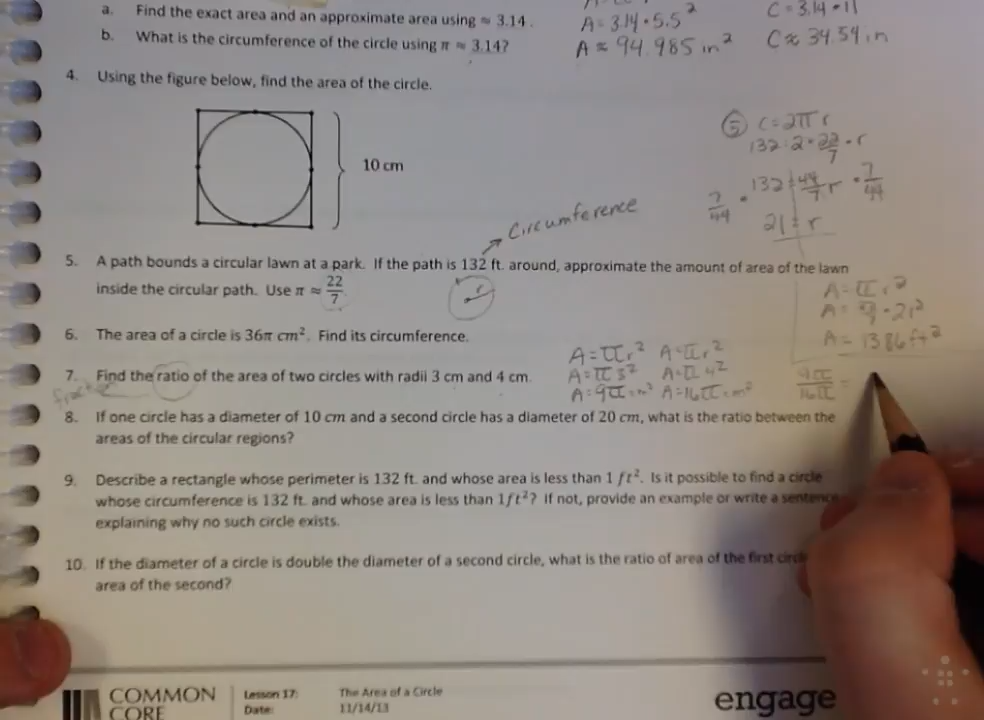 a. Find the exact area and an approximate area using ≈ 3.14.
A = 3.14 • 5.5²
C = 3.14 • 11
b. What is the circumference of the circle using π ≈ 3.14?
A ≈ 94.985 in²
C ≈ 34.54 in
4. Using the figure below, find the area of the circle.
10 cm
⑤ C = 2πr
132 = 2 • 22/7 • r
7/44 • 132 = 44/7 r • 7/44
21 = r
Circumference
5. A path bounds a circular lawn at a park. If the path is 132 ft. around, approximate the amount of area of the lawn
inside the circular path. Use π ≈ 22/7
r
A = πr²
A = 22/7 • 21²
A = 1386 ft²
6. The area of a circle is 36π cm². Find its circumference.
A = πr² A = πr²
7. Find the ratio of the area of two circles with radii 3 cm and 4 cm.
A = π3² A = π4²
A = 9π cm² A = 16π cm²
9π/16π =
8. If one circle has a diameter of 10 cm and a second circle has a diameter of 20 cm, what is the ratio between the
areas of the circular regions?
9. Describe a rectangle whose perimeter is 132 ft. and whose area is less than 1 ft². Is it possible to find a circle
whose circumference is 132 ft. and whose area is less than 1 ft²? If not, provide an example or write a sentence
explaining why no such circle exists.
10. If the diameter of a circle is double the diameter of a second circle, what is the ratio of area of the first
area of the second?
COMMON
CORE
Lesson 17: The Area of a Circle
Date: 11/14/13
engage